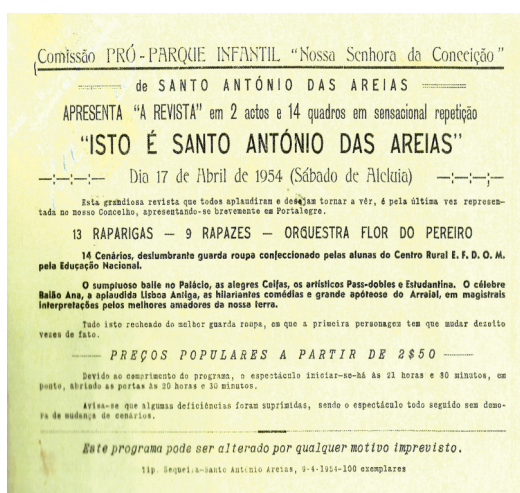 Comissão PRÓ-PARQUE INFANTIL "Nossa Senhora da Conceição"
de SANTO ANTÓNIO DAS AREIAS
APRESENTA "A REVISTA" em 2 actos e 14 quadros em sensacional repetição
"ISTO É SANTO ANTÓNIO DAS AREIAS"
—:—:—:— Dia 17 de Abril de 1954 (Sábado de Aleluia) —:—:—;—
Esta grandiosa revista que todos aplaudiram e desejam tornar a vêr, é pela última vez represen-
tada no nosso Concelho, apresentando-se brevemente em Portalegre.
13 RAPARIGAS — 9 RAPAZES — ORQUESTRA FLOR DO PEREIRO
14 Cenários, deslumbrante guarda roupa confeccionado pelas alunas do Centro Rural E. F. D. O. M.
pela Educação Nacional.
O sumptuoso baile no Palácio, as alegres Ceifas, os artísticos Pass-dobles e Estudantina. O célebre
Baião Ana, a aplaudida Lisboa Antiga, as hilariantes comédias e grande apóteose do Arraial, em magistrais
interpretações pelos melhores amadores da nossa terra.
Tudo isto recheado do melhor guarda roupa, em que a primeira personagem tem que mudar dezoito
vezes de fato.
PREÇOS POPULARES A PARTIR DE 2$50
Devido ao comprimento do programa, o espectáculo iniciar-se-há às 21 horas e 30 minutos, em
ponto, abrindo as portas às 20 horas e 30 minutos.
Avisa-se que algumas deficiências foram suprimidas, sendo o espectáculo todo seguido sem demo-
ra de mudança de cenários.
Este programa pode ser alterado por qualquer motivo imprevisto.
Tip. Sequeira-Santo António Areias, 9-4-1954-100 exemplares